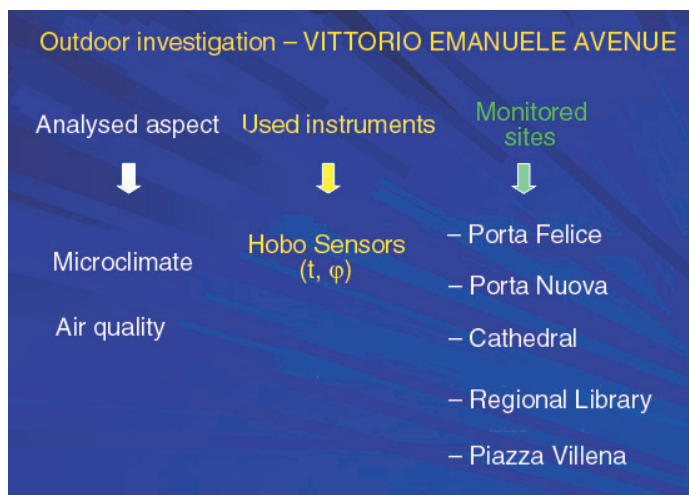 Outdoor investigation – VITTORIO EMANUELE AVENUE
Analysed aspect
Used instruments
Monitored
sites
Microclimate
Air quality
Hobo Sensors
(t, φ)
– Porta Felice
– Porta Nuova
– Cathedral
– Regional Library
– Piazza Villena